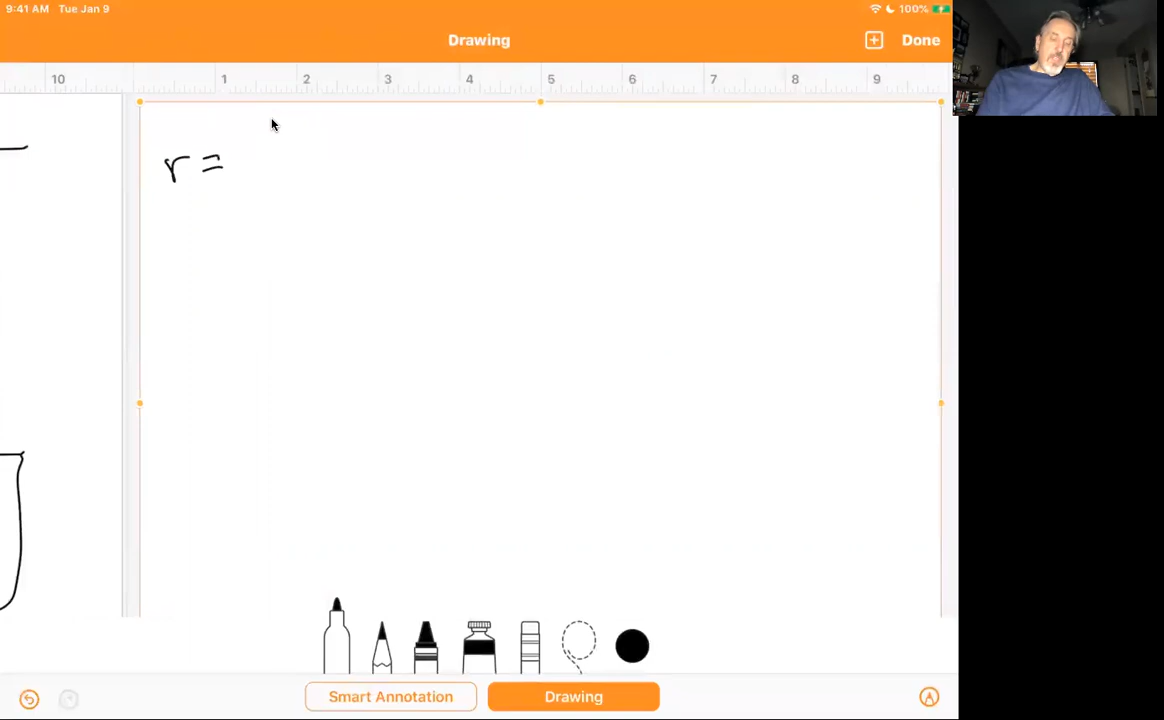 9:41 AM Tue Jan 9
100%
Drawing
Done
10 1 2 3 4 5 6 7 8 9
r =
Smart Annotation
Drawing